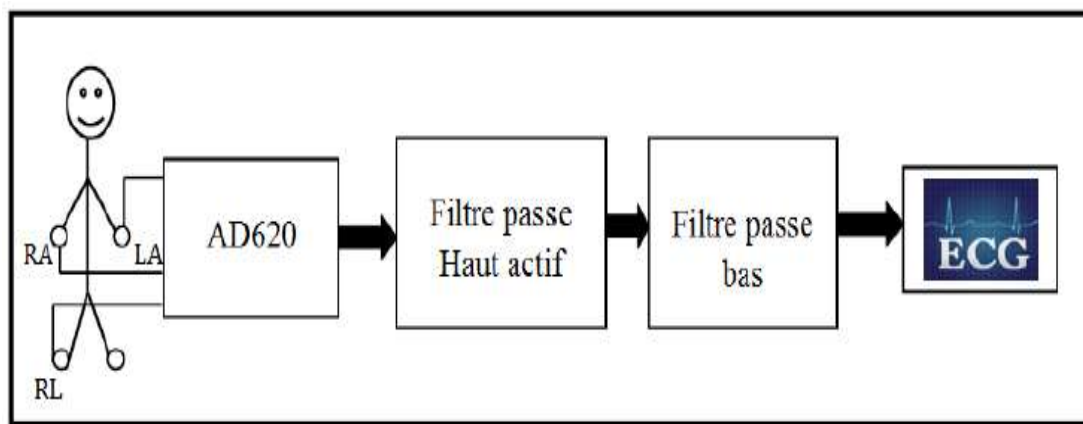 RA
LA
RL
AD620
Filtre passe
Haut actif
Filtre passe
bas
ECG